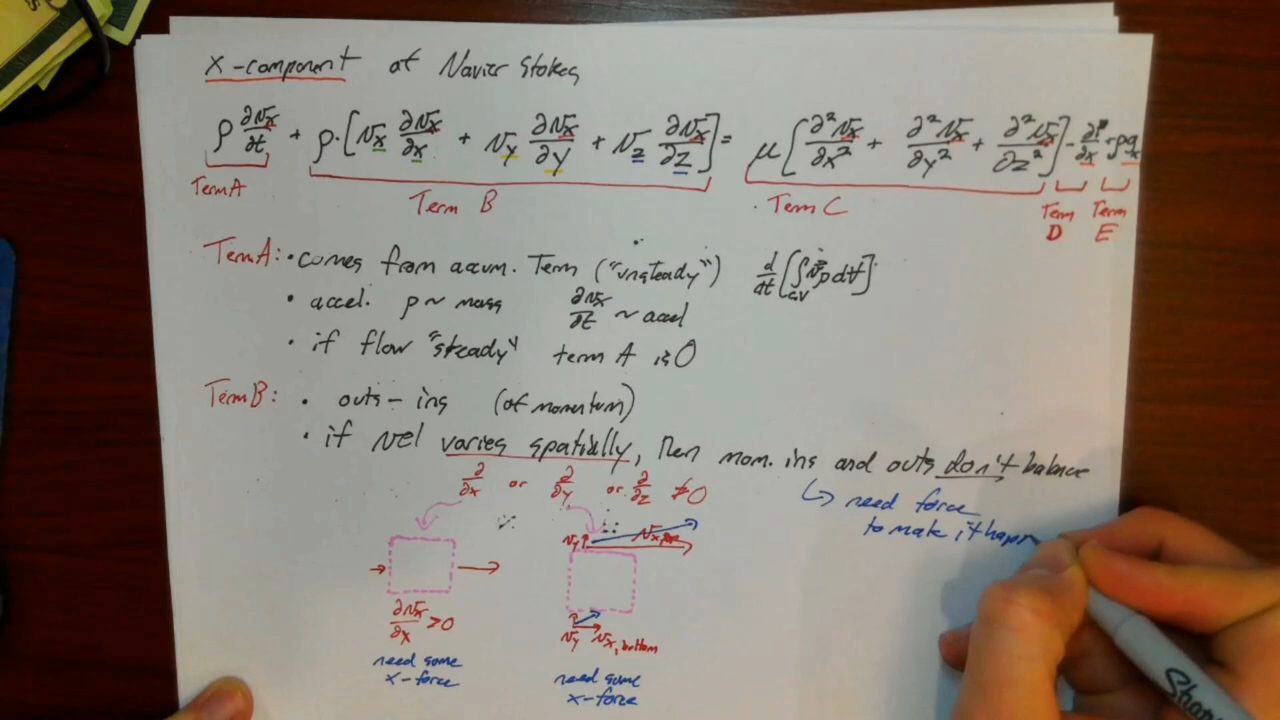 x-component of Navier Stokes
ρ ∂vx/∂t + ρ·[vx ∂vx/∂x + vy ∂vx/∂y + vz ∂vx/∂z] = μ[∂²vx/∂x² + ∂²vx/∂y² + ∂²vx/∂z²] - ∂P/∂x + ρgx
Term A
Term B
Term C
Term D
Term E
Term A: • comes from accum. Term ("unsteady") d/dt[∫cv v⃗ρdV]
• accel. ρ ~ mass ∂vx/∂t ~ accel
• if flow "steady" term A is 0
Term B: • outs - ins (of momentum)
• if vel varies spatially, then mom. ins and outs don't balance
∂/∂x or ∂/∂y or ∂/∂z ≠ 0
↳ need force
to make it happ
vy
∂vx/∂x > 0
vy vx, bottom
need some
x-force
need some
x-force
Sharp